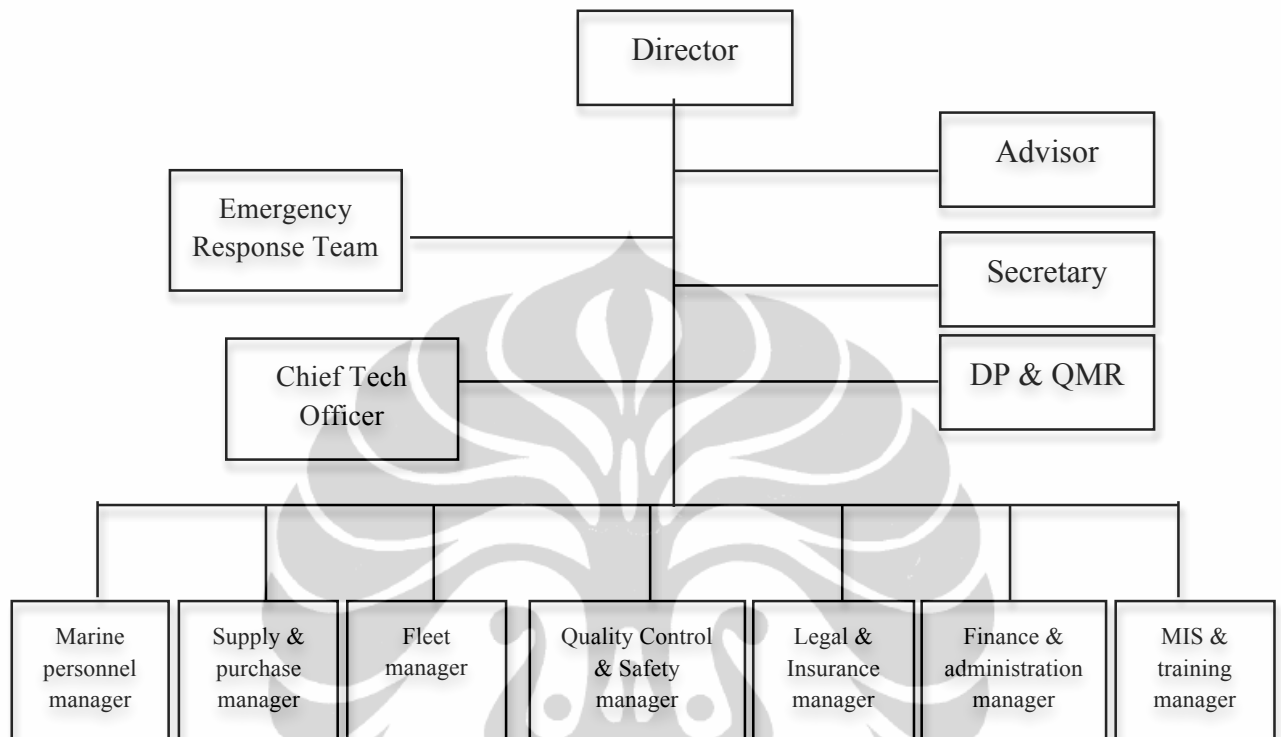 Director
Advisor
Emergency
Response Team
Secretary
Chief Tech
Officer
DP & QMR
Marine
personnel
manager
Supply &
purchase
manager
Fleet
manager
Quality Control
& Safety
manager
Legal &
Insurance
manager
Finance &
administration
manager
MIS &
training
manager